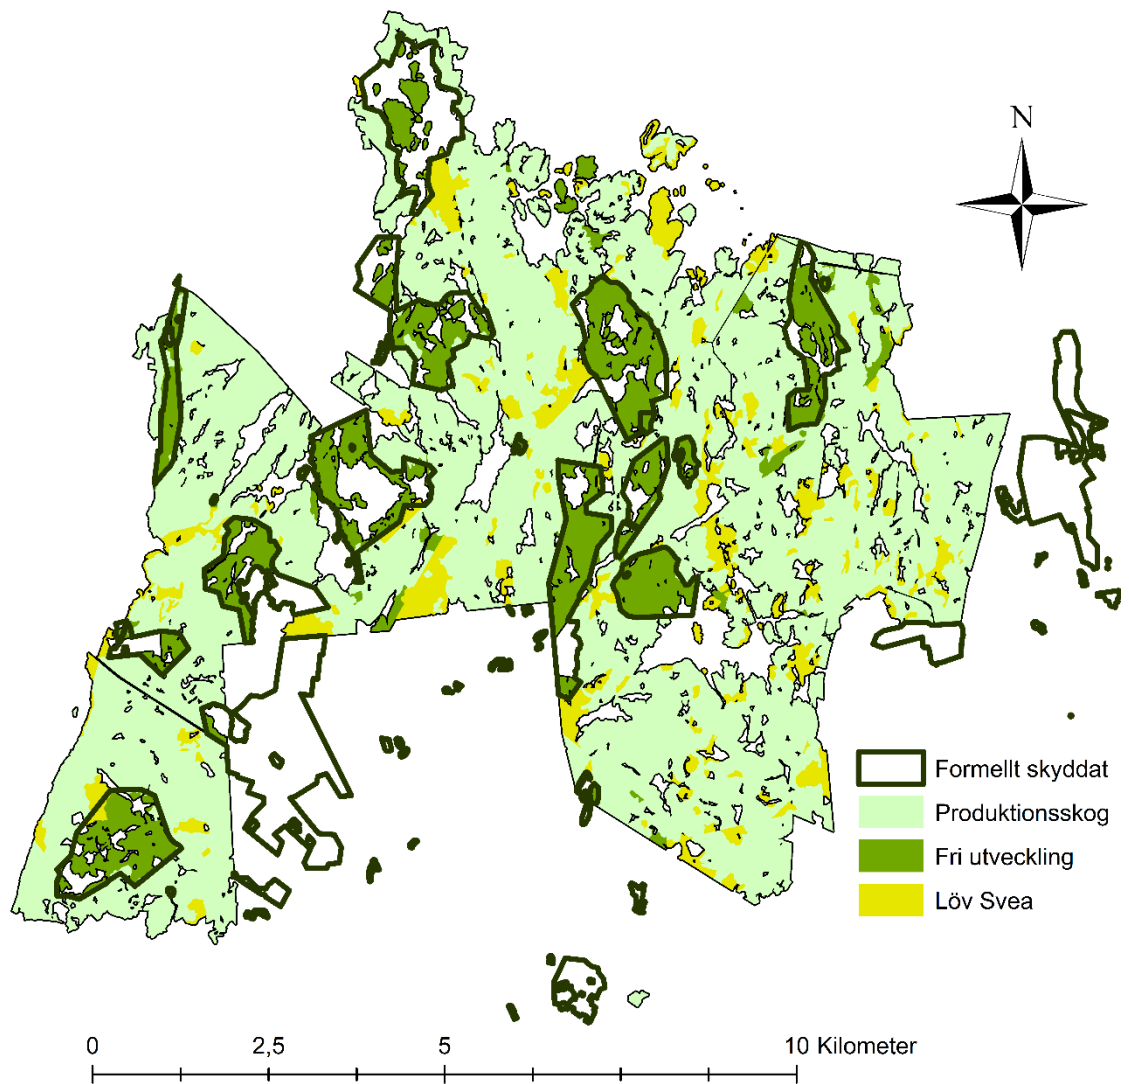 N
Formellt skyddat
Produktionsskog
Fri utveckling
Löv Svea
0 2,5 5 10 Kilometer